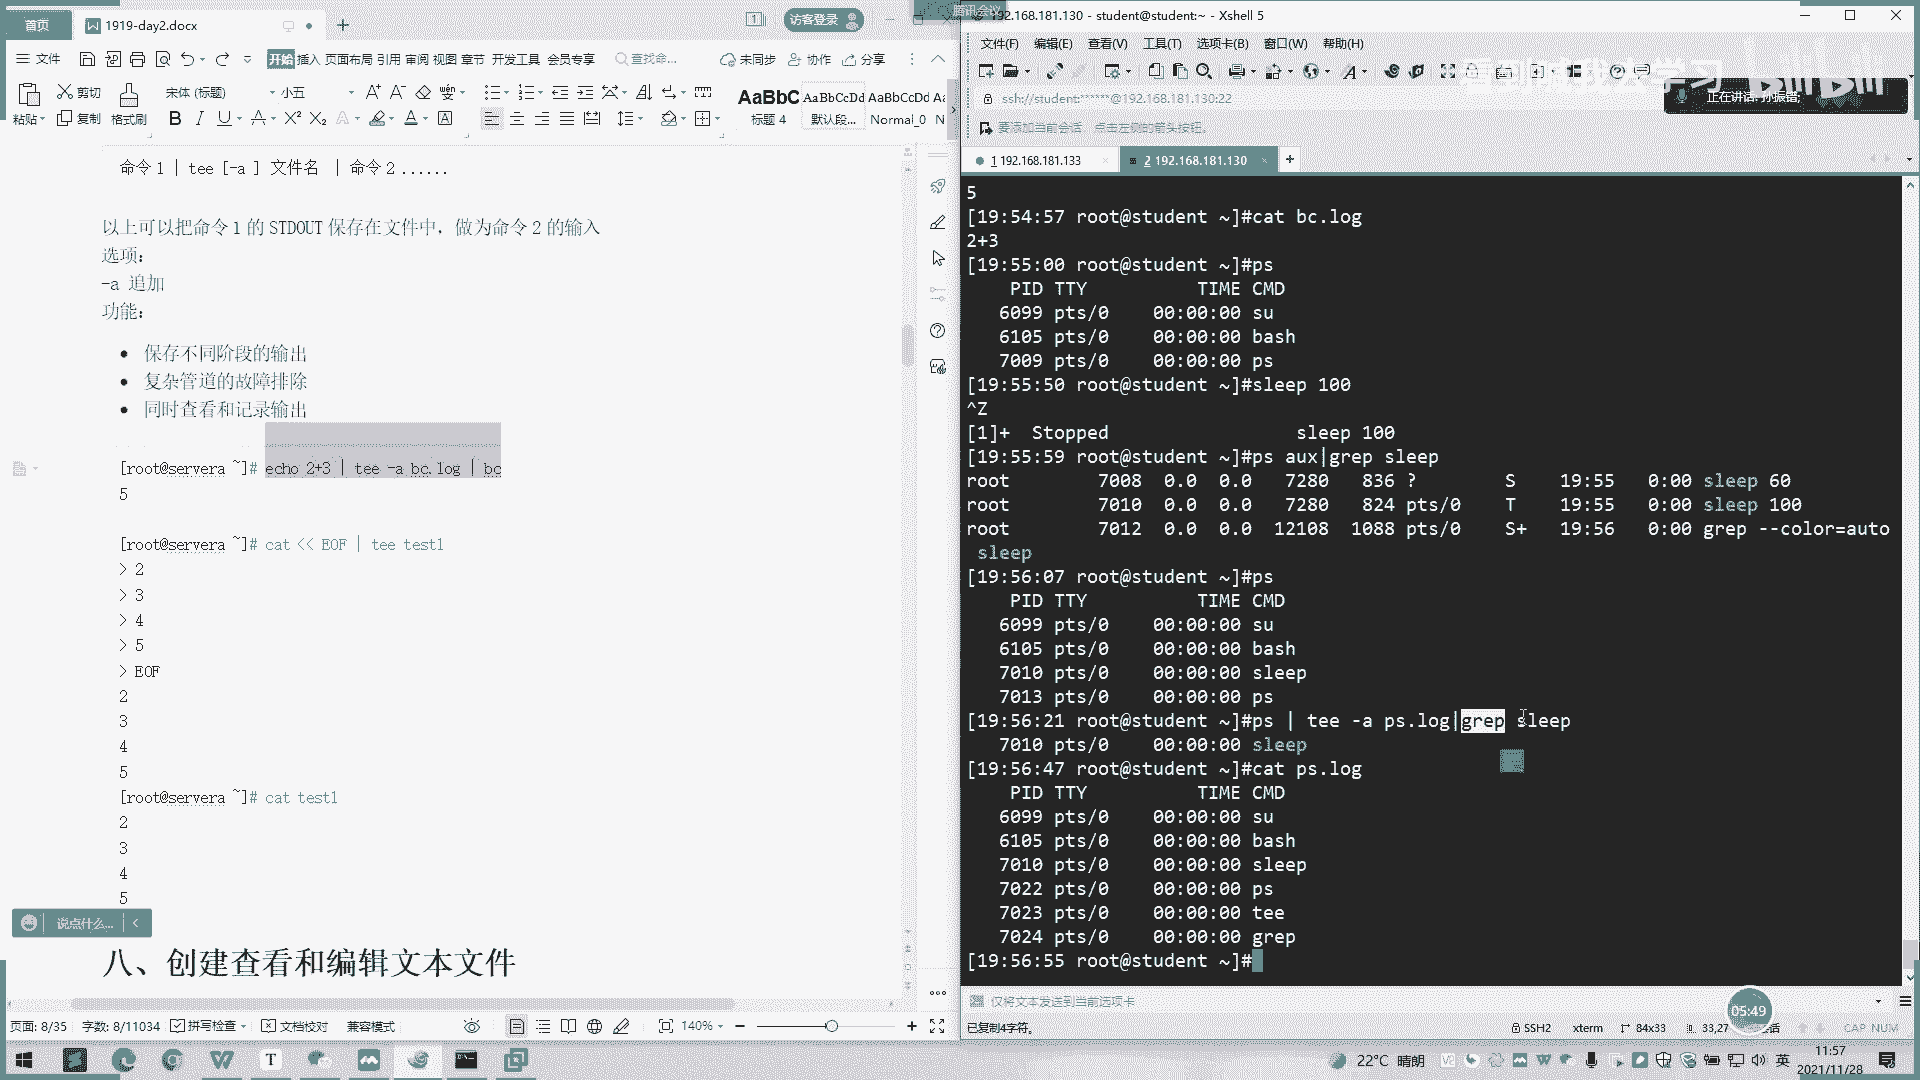 首页
1919-day2.docx
访客登录
文件
开始 插入 页面布局 引用 审阅 视图 章节 开发工具 会员专享
查找命...
未同步
协作
分享
粘贴
剪切
复制
格式刷
宋体 (标题)
小五
AaBbC
AaBbCcDd
AaBbCcDd
标题 4
默认段...
Normal_0
命令 1 | tee [-a ] 文件名 | 命令 2 ......
以上可以把命令 1 的 STDOUT 保存在文件中，做为命令 2 的输入
选项：
-a 追加
功能：
● 保存不同阶段的输出
● 复杂管道的故障排除
● 同时查看和记录输出
[root@servera ~]# echo 2+3 | tee -a bc.log | bc
5
[root@servera ~]# cat << EOF | tee test1
> 2
> 3
> 4
> 5
> EOF
2
3
4
5
[root@servera ~]# cat test1
2
3
4
5
说点什么...
八、创建查看和编辑文本文件
页面: 8/35
字数: 8/11034
拼写检查
文档校对
兼容模式
140%
腾讯会议
192.168.181.130 - student@student:~ - Xshell 5
文件(F) 编辑(E) 查看(V) 工具(T) 选项卡(B) 窗口(W) 帮助(H)
ssh://student:******@192.168.181.130:22
要添加当前会话，点击左侧的箭头按钮。
1 192.168.181.133
2 192.168.181.130
5
[19:54:57 root@student ~]#cat bc.log
2+3
[19:55:00 root@student ~]#ps
PID TTY TIME CMD
6099 pts/0 00:00:00 su
6105 pts/0 00:00:00 bash
7009 pts/0 00:00:00 ps
[19:55:50 root@student ~]#sleep 100
^Z
[1]+ Stopped sleep 100
[19:55:59 root@student ~]#ps aux|grep sleep
root 7008 0.0 0.0 7280 836 ? S 19:55 0:00 sleep 60
root 7010 0.0 0.0 7280 824 pts/0 T 19:55 0:00 sleep 100
root 7012 0.0 0.0 12108 1088 pts/0 S+ 19:56 0:00 grep --color=auto
sleep
[19:56:07 root@student ~]#ps
PID TTY TIME CMD
6099 pts/0 00:00:00 su
6105 pts/0 00:00:00 bash
7010 pts/0 00:00:00 sleep
7013 pts/0 00:00:00 ps
[19:56:21 root@student ~]#ps | tee -a ps.log|grep sleep
7010 pts/0 00:00:00 sleep
[19:56:47 root@student ~]#cat ps.log
PID TTY TIME CMD
6099 pts/0 00:00:00 su
6105 pts/0 00:00:00 bash
7010 pts/0 00:00:00 sleep
7022 pts/0 00:00:00 ps
7023 pts/0 00:00:00 tee
7024 pts/0 00:00:00 grep
[19:56:55 root@student ~]#
仅将文本发送到当前选项卡
已复制4字符。
SSH2
xterm
84x33
33,27
CAP NUM
05:49
22°C 晴朗
英
11:57
2021/11/28